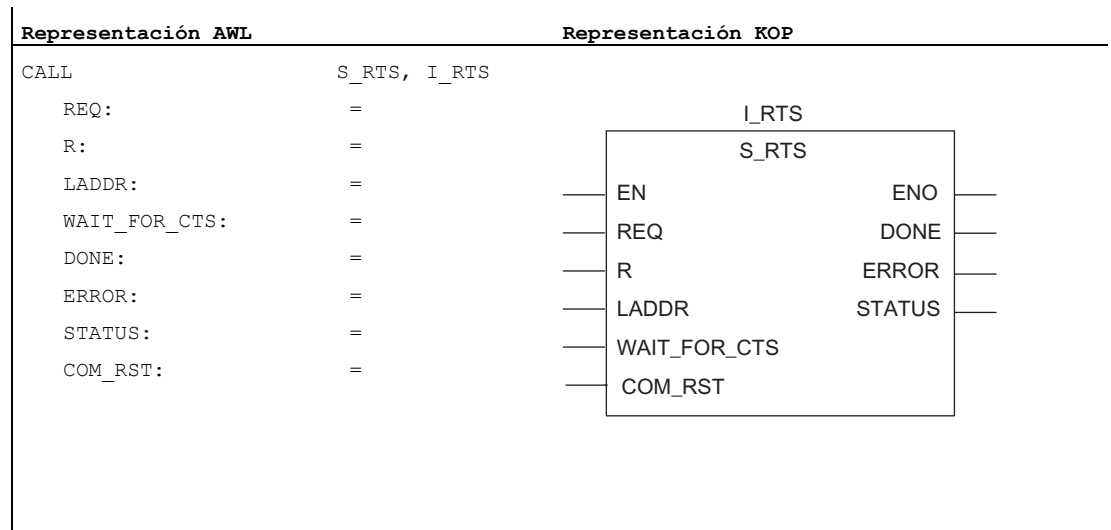 Representación AWL Representación KOP
CALL S_RTS, I_RTS
REQ: =
R: =
LADDR: =
WAIT_FOR_CTS: =
DONE: =
ERROR: =
STATUS: =
COM_RST: =
I_RTS
S_RTS
EN ENO
REQ DONE
R ERROR
LADDR STATUS
WAIT_FOR_CTS
COM_RST